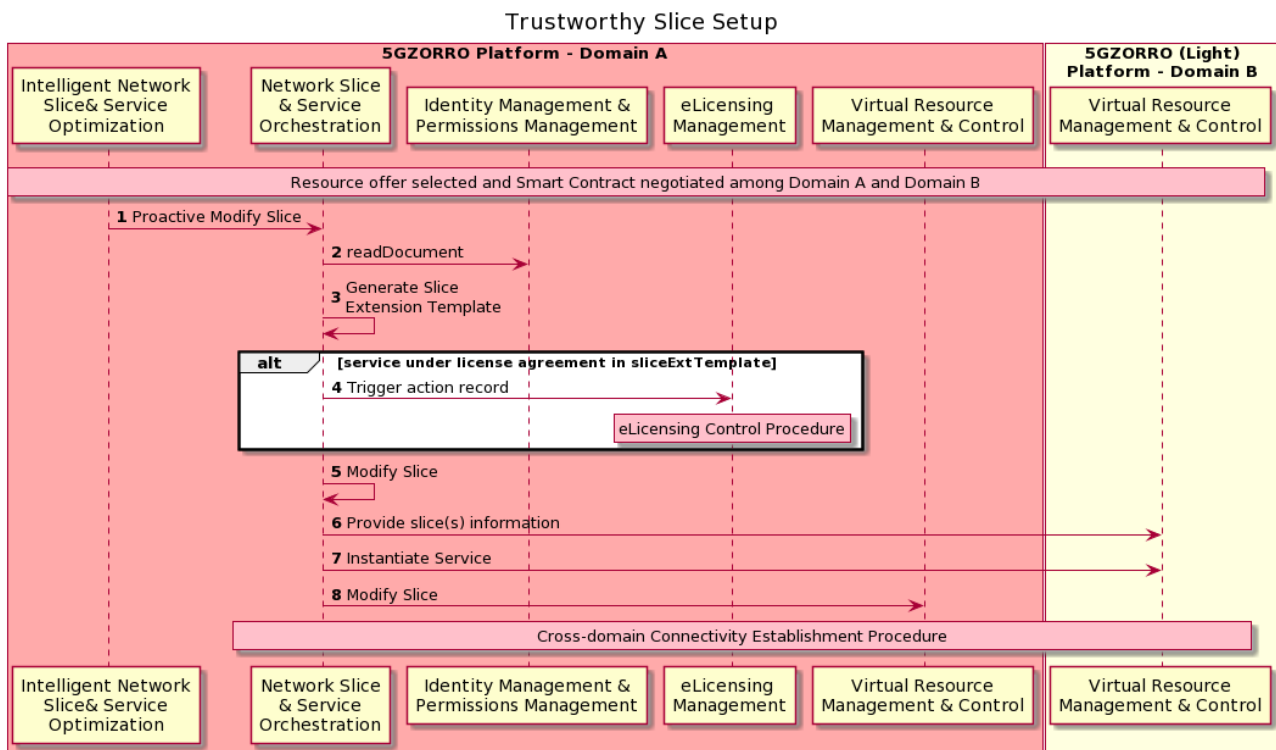 Trustworthy Slice Setup
5GZORRO Platform - Domain A
5GZORRO (Light)
Platform - Domain B
Intelligent Network
Slice& Service
Optimization
Network Slice
& Service
Orchestration
Identity Management &
Permissions Management
eLicensing
Management
Virtual Resource
Management & Control
Virtual Resource
Management & Control
Resource offer selected and Smart Contract negotiated among Domain A and Domain B
1 Proactive Modify Slice
2 readDocument
3 Generate Slice
Extension Template
alt [service under license agreement in sliceExtTemplate]
4 Trigger action record
eLicensing Control Procedure
5 Modify Slice
6 Provide slice(s) information
7 Instantiate Service
8 Modify Slice
Cross-domain Connectivity Establishment Procedure
Intelligent Network
Slice& Service
Optimization
Network Slice
& Service
Orchestration
Identity Management &
Permissions Management
eLicensing
Management
Virtual Resource
Management & Control
Virtual Resource
Management & Control